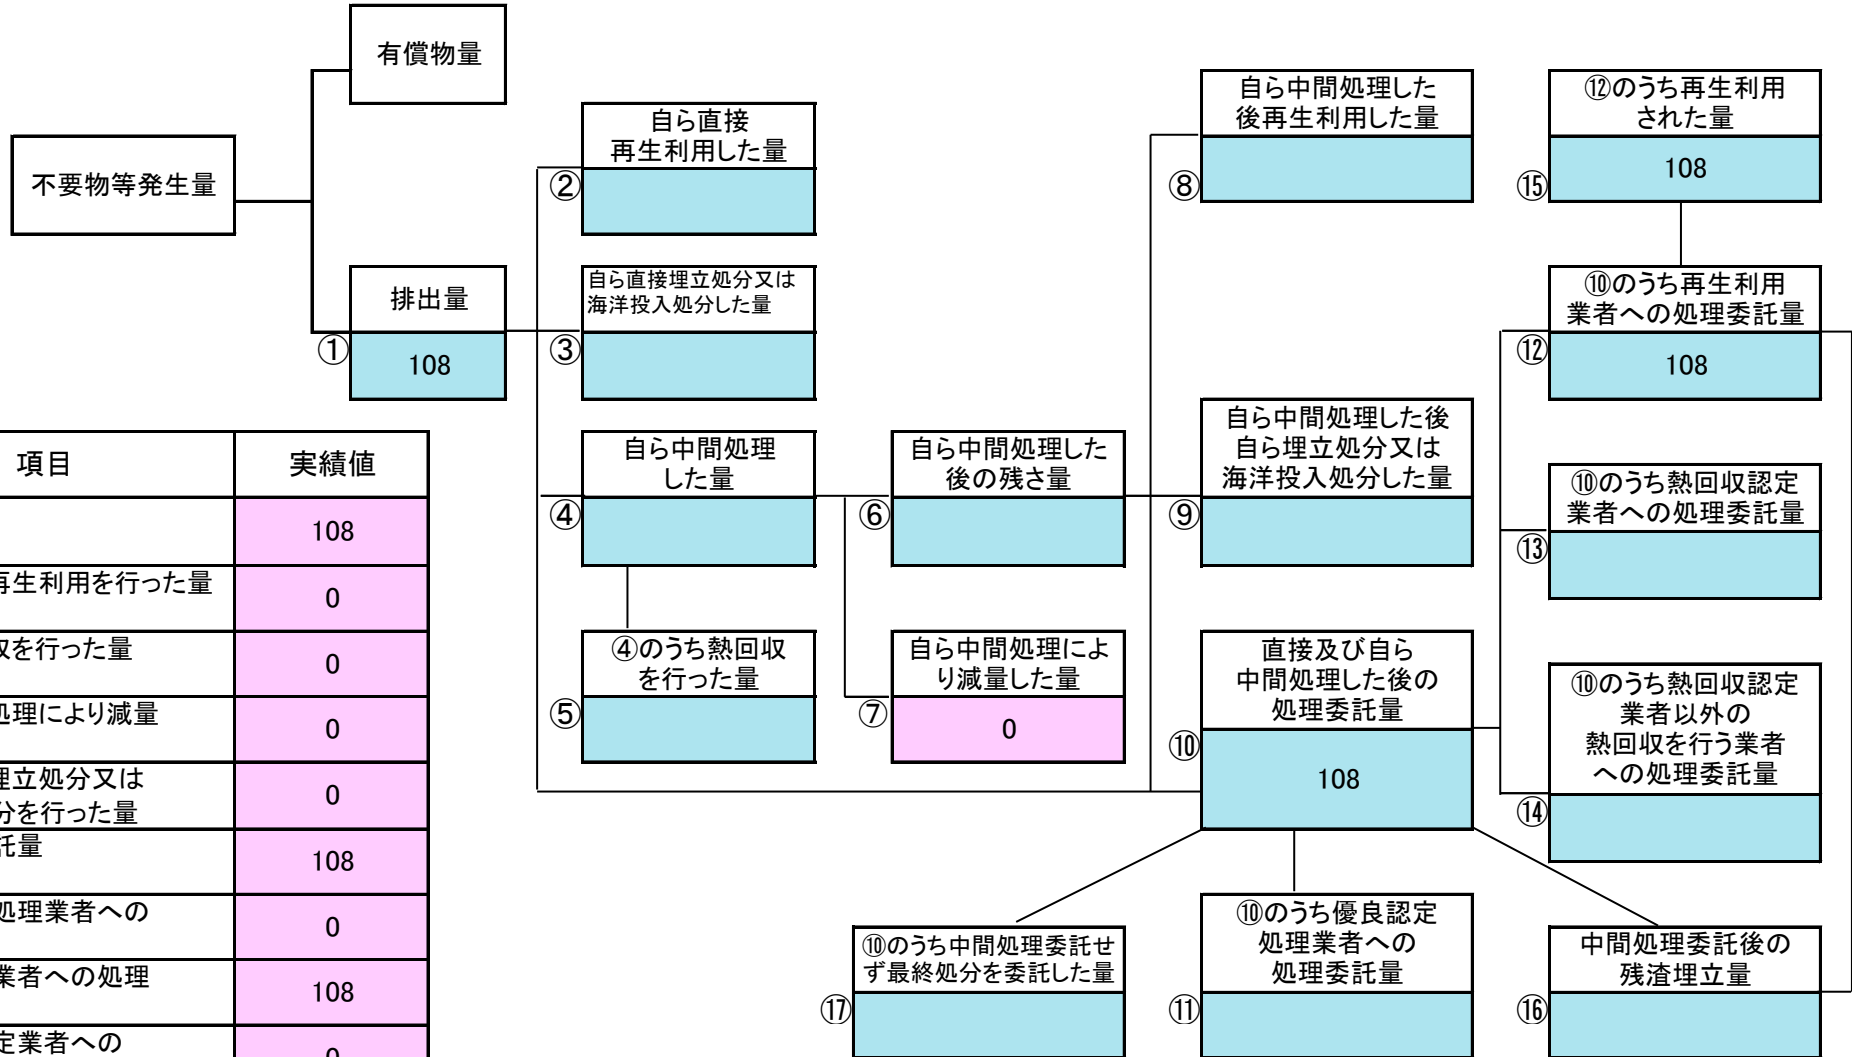 有償物量
不要物等発生量
排出量
①
108
自ら直接
再生利用した量
②
自ら直接埋立処分又は
海洋投入処分した量
③
自ら中間処理
した量
④
④のうち熱回収
を行った量
⑤
自ら中間処理した
後の残さ量
⑥
自ら中間処理によ
り減量した量
⑦
0
自ら中間処理した
後再生利用した量
⑧
自ら中間処理した後
自ら埋立処分又は
海洋投入処分した量
⑨
直接及び自ら
中間処理した後の
処理委託量
⑩
108
⑫のうち再生利用
された量
⑮
108
⑩のうち再生利用
業者への処理委託量
⑫
108
⑩のうち熱回収認定
業者への処理委託量
⑬
⑩のうち熱回収認定
業者以外の
熱回収を行う業者
への処理委託量
⑭
⑩のうち中間処理委託せ
ず最終処分を委託した量
⑰
⑩のうち優良認定
処理業者への
処理委託量
⑪
中間処理委託後の
残渣埋立量
⑯
項目 実績値
108
再生利用を行った量 0
を行った量 0
処理により減量 0
埋立処分又は
分を行った量 0
託量 108
処理業者への 0
業者への処理 108
定業者への 0